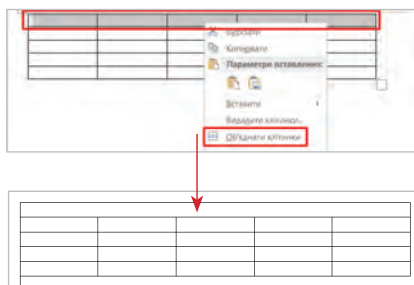 Вирізати
Копіювати
Параметри вставлення:
Вставити
Видалити клітинки...
Об'єднати клітинки